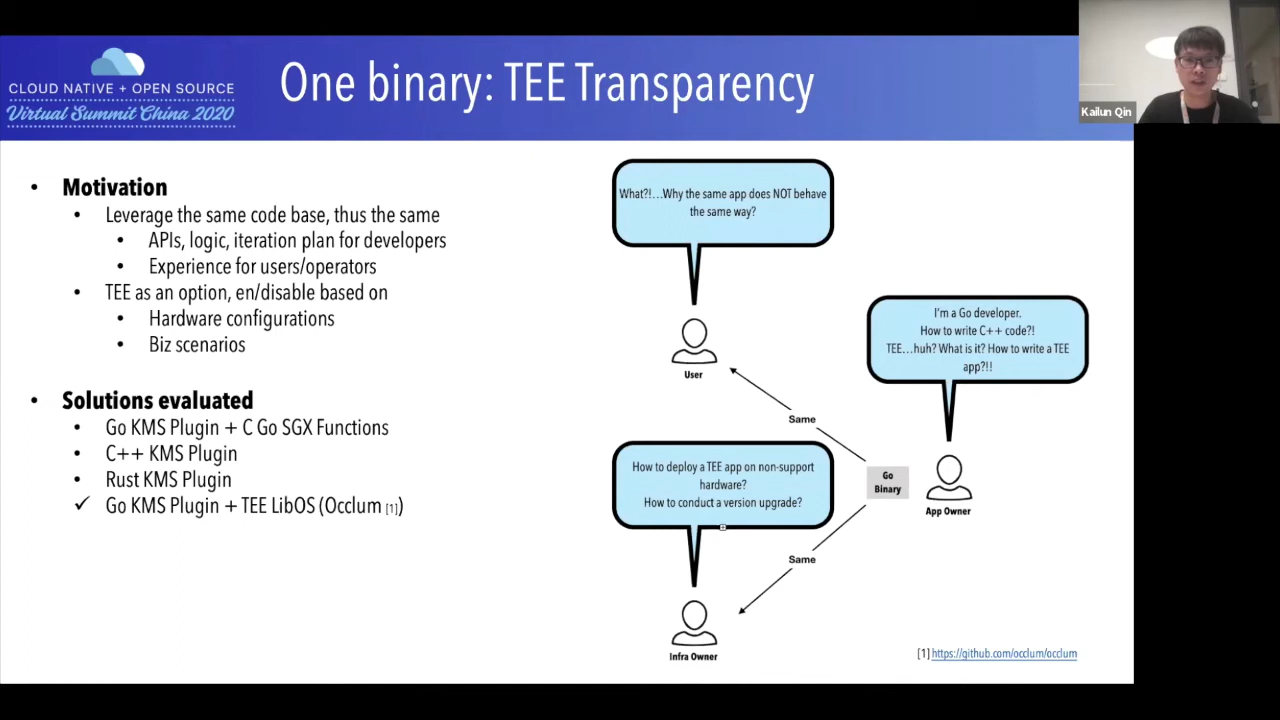 CLOUD NATIVE + OPEN SOURCE
Virtual Summit China 2020
One binary: TEE Transparency
Kailun Qin
• Motivation
• Leverage the same code base, thus the same
• APIs, logic, iteration plan for developers
• Experience for users/operators
• TEE as an option, en/disable based on
• Hardware configurations
• Biz scenarios
• Solutions evaluated
• Go KMS Plugin + C Go SGX Functions
• C++ KMS Plugin
• Rust KMS Plugin
✓ Go KMS Plugin + TEE LibOS (Occlum [1])
What?!...Why the same app does NOT behave
the same way?
User
I'm a Go developer.
How to write C++ code?!
TEE...huh? What is it? How to write a TEE
app?!!
Same
Go
Binary
App Owner
How to deploy a TEE app on non-support
hardware?
How to conduct a version upgrade?
Same
Infra Owner
[1] https://github.com/occlum/occlum